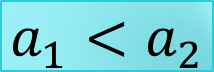 a₁ < a₂